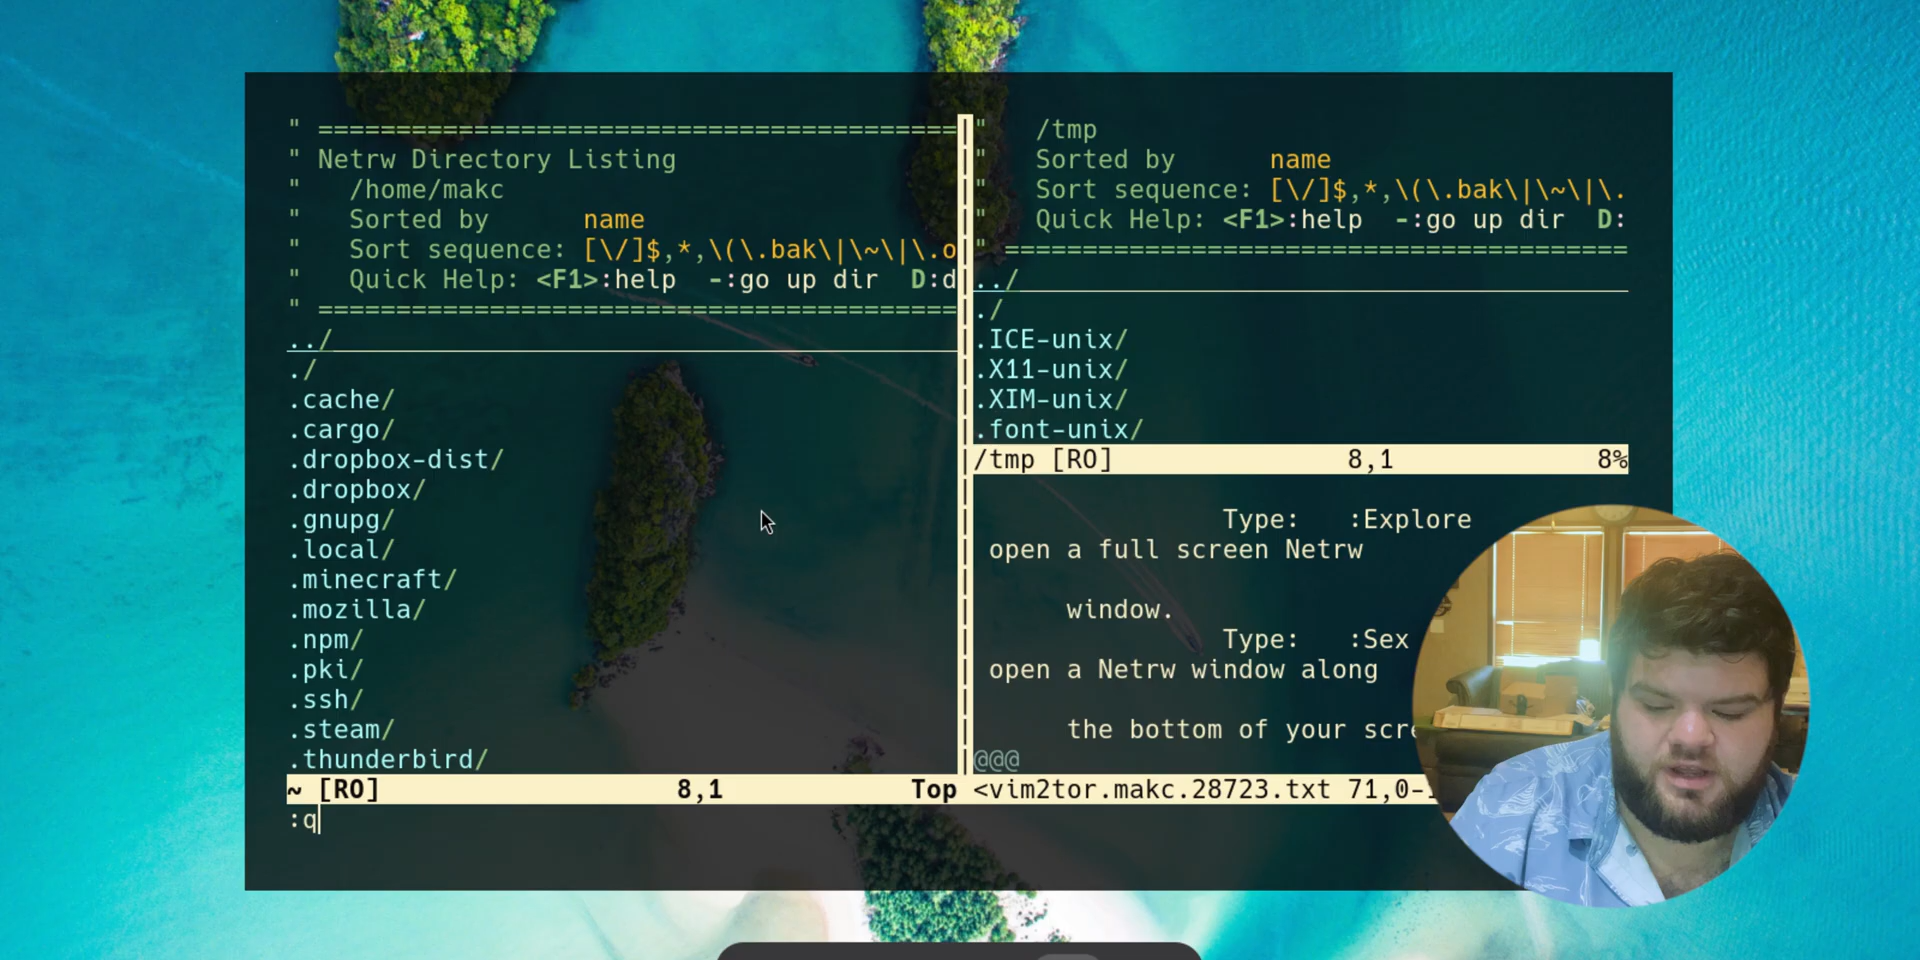 " =========================================
" Netrw Directory Listing
"   /home/makc
"   Sorted by      name
"   Sort sequence: [\/]$,*,\(\.bak\|\~\|\.o
"   Quick Help: <F1>:help  -:go up dir  D:d
" =========================================
../
./
.cache/
.cargo/
.dropbox-dist/
.dropbox/
.gnupg/
.local/
.minecraft/
.mozilla/
.npm/
.pki/
.ssh/
.steam/
.thunderbird/
~ [RO]                   8,1            Top
:q
"   /tmp
"   Sorted by      name
"   Sort sequence: [\/]$,*,\(\.bak\|\~\|\.
"   Quick Help: <F1>:help  -:go up dir  D:
" ========================================
../
./
.ICE-unix/
.X11-unix/
.XIM-unix/
.font-unix/
/tmp [RO]               8,1             8%
Type:   :Explore
open a full screen Netrw
window.
Type:   :Sex
open a Netrw window along
the bottom of your
@@@
<vim2tor.makc.28723.txt 71,0-